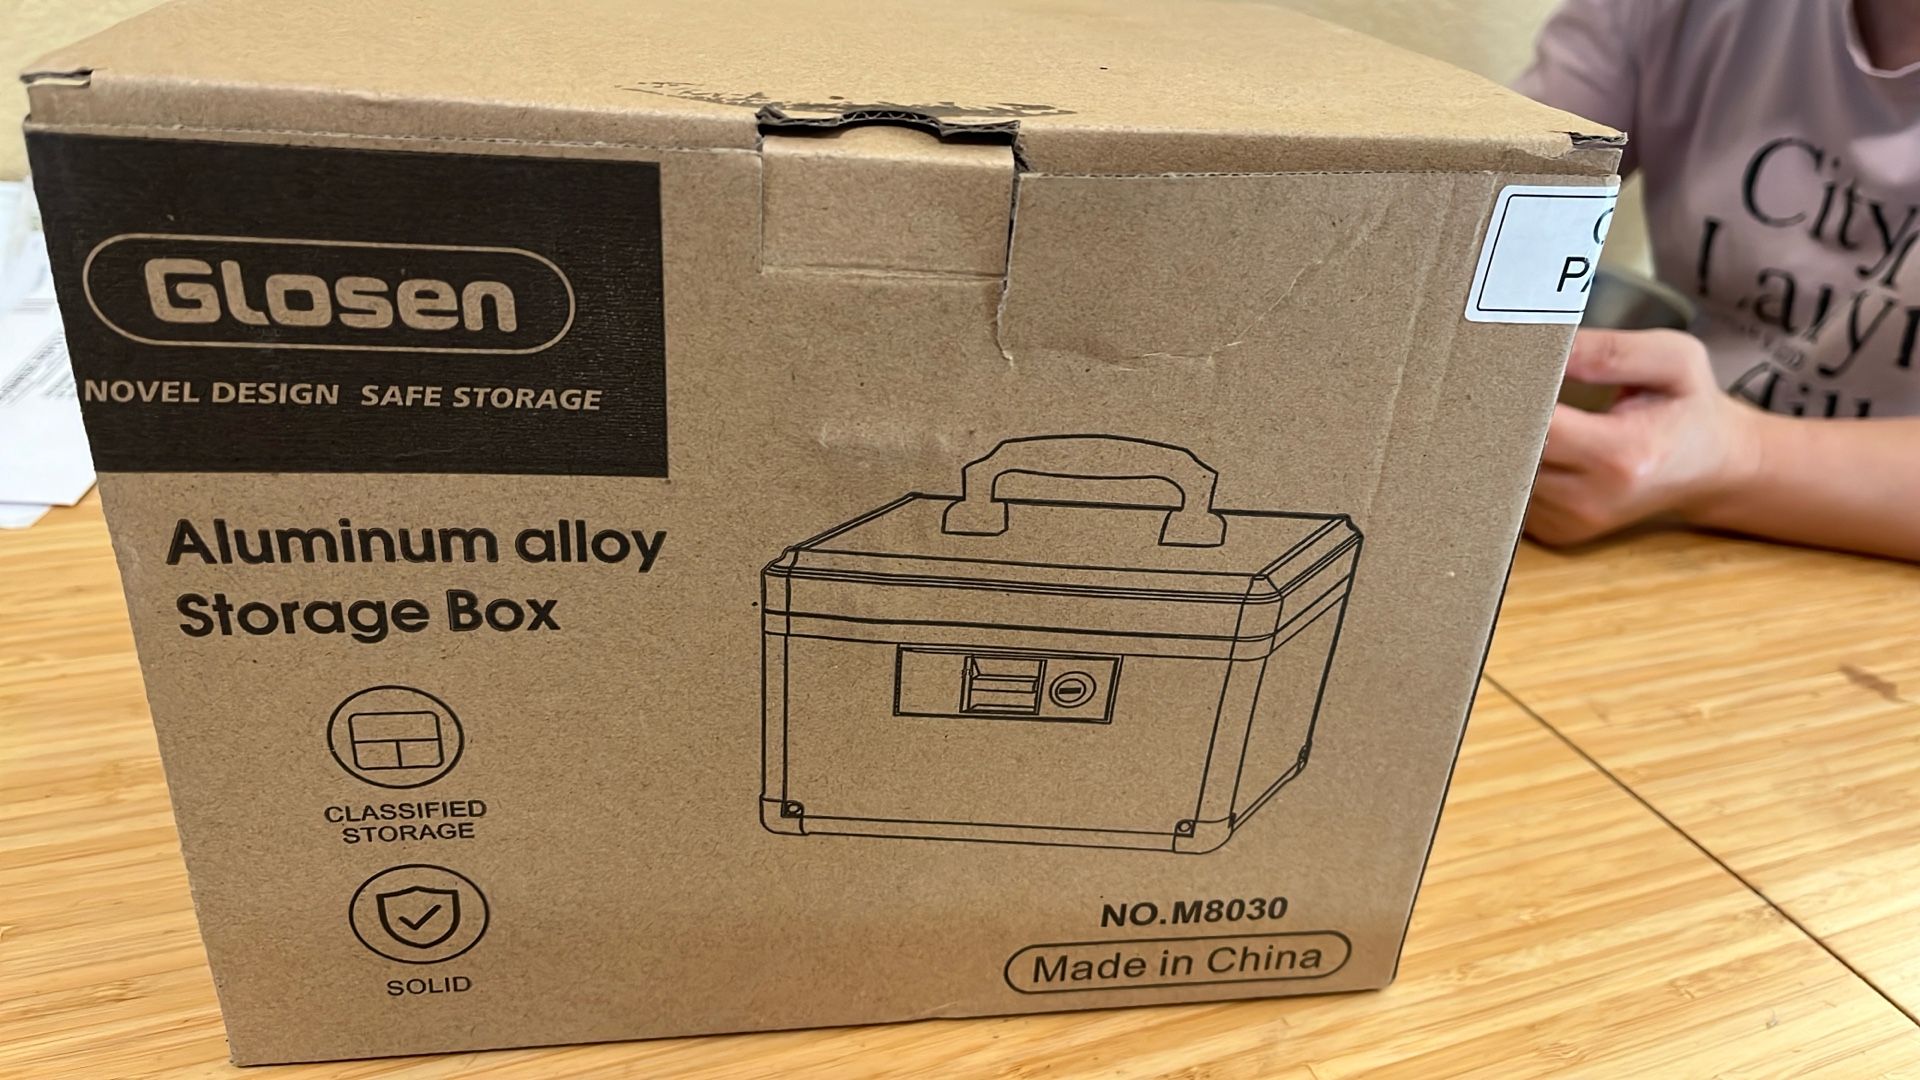 GLosen
NOVEL DESIGN SAFE STORAGE
Aluminum alloy
Storage Box
CLASSIFIED
STORAGE
SOLID
NO.M8030
Made in China
City